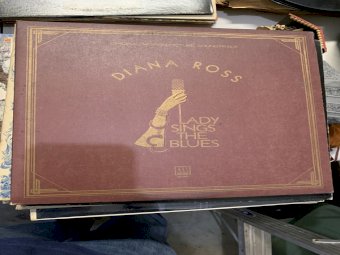 DIANA ROSS
LADY
SINGS
THE
BLUES